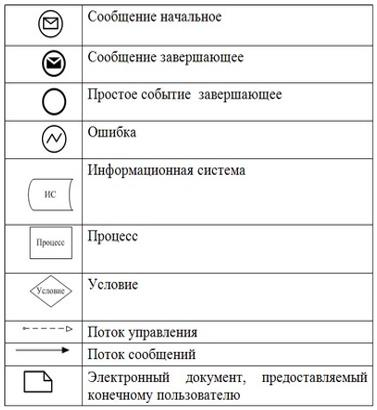 Сообщение начальное
Сообщение завершающее
Простое событие завершающее
Ошибка
Информационная система
ИС
Процесс
Процесс
Условие
Условие
Поток управления
Поток сообщений
Электронный документ, предоставляемый
конечному пользователю